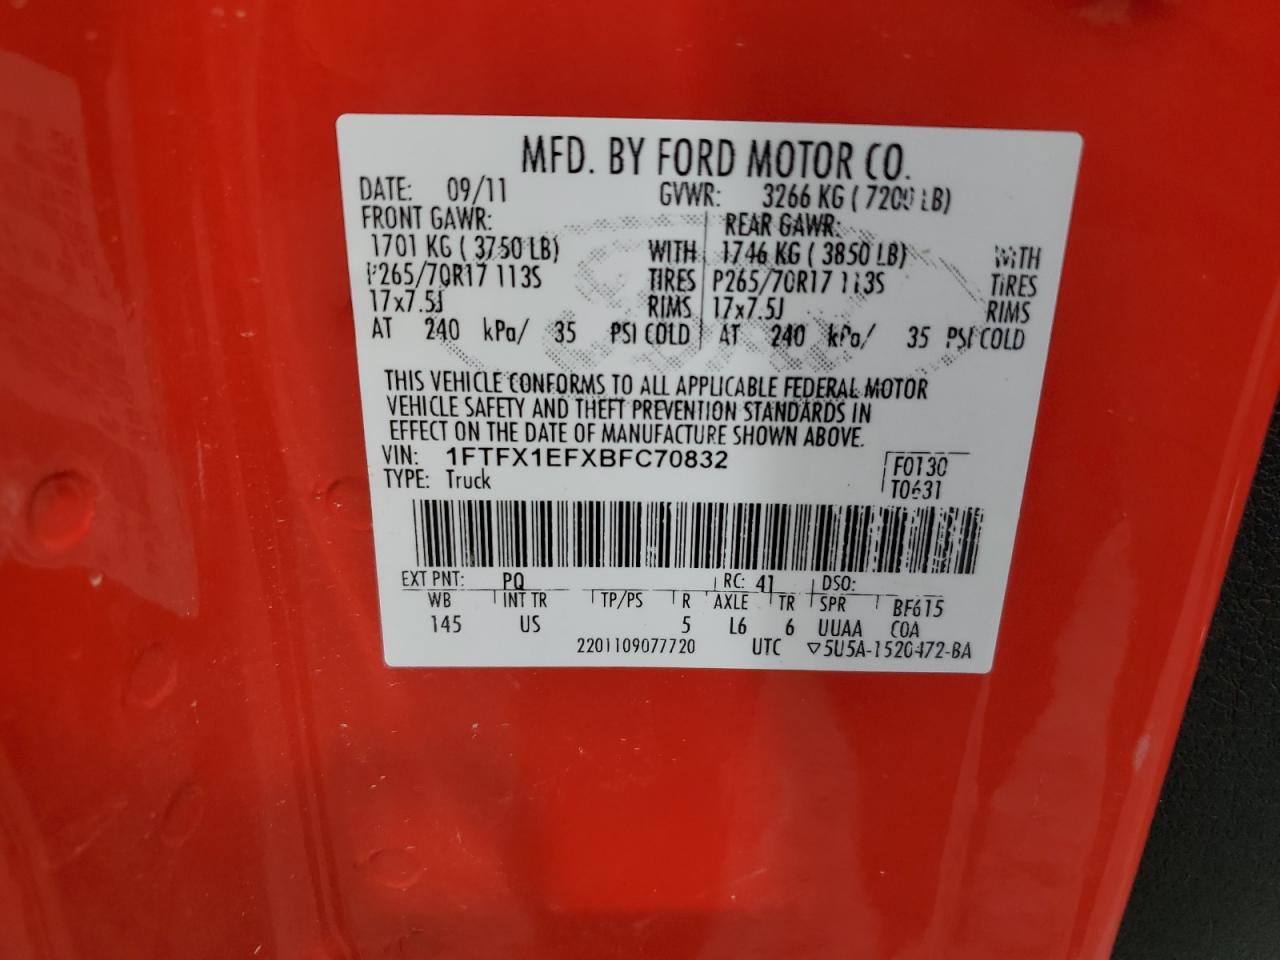 MFD. BY FORD MOTOR CO.
DATE: 09/11 GVWR: 3266 KG ( 7200 LB)
FRONT GAWR: REAR GAWR:
1701 KG ( 3750 LB) WITH 1746 KG ( 3850 LB) WITH
P265/70R17 113S TIRES P265/70R17 113S TIRES
17x7.5J RIMS 17x7.5J RIMS
AT 240 kPa/ 35 PSI COLD AT 240 kPa/ 35 PSI COLD
THIS VEHICLE CONFORMS TO ALL APPLICABLE FEDERAL MOTOR
VEHICLE SAFETY AND THEFT PREVENTION STANDARDS IN
EFFECT ON THE DATE OF MANUFACTURE SHOWN ABOVE.
VIN: 1FTFX1EFXBFC70832 F0130
TYPE: Truck T0631
EXT PNT: PQ RC: 41 DSO:
WB INT TR TP/PS R AXLE TR SPR BF615
145 US 5 L6 6 UUAA COA
2201109077720 UTC ▽5U5A-1520472-BA